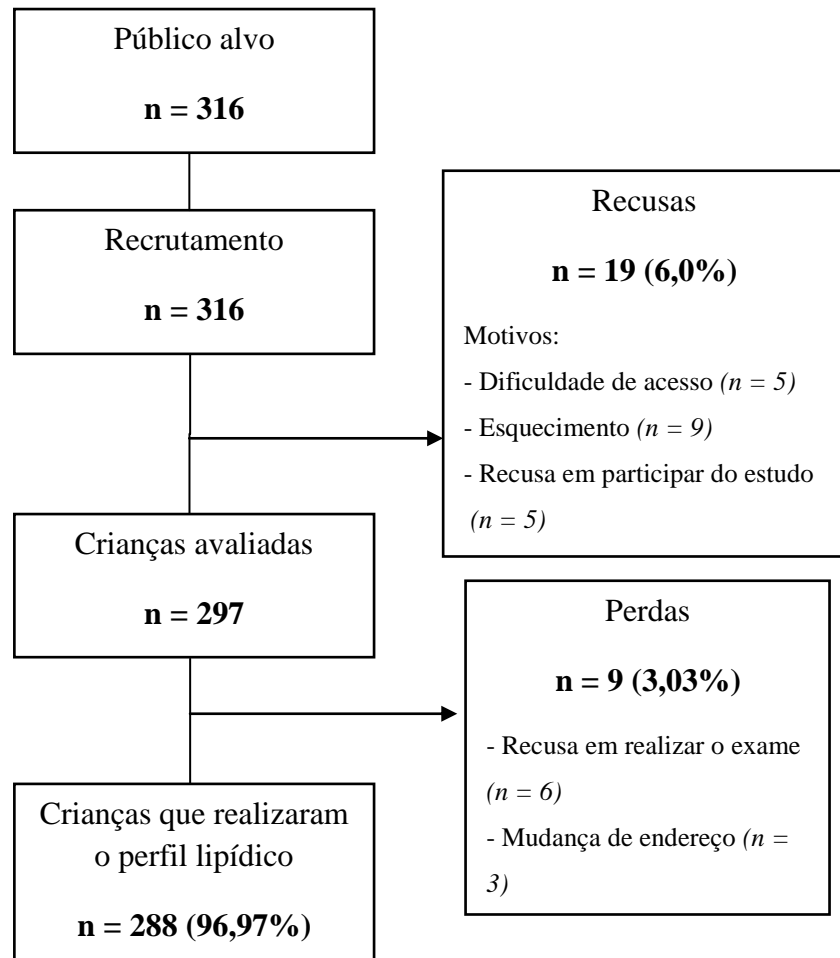 Público alvo
n = 316
Recrutamento
n = 316
Recusas
n = 19 (6,0%)
Motivos:
- Dificuldade de acesso (n = 5)
- Esquecimento (n = 9)
- Recusa em participar do estudo
(n = 5)
Crianças avaliadas
n = 297
Perdas
n = 9 (3,03%)
- Recusa em realizar o exame
(n = 6)
- Mudança de endereço (n =
3)
Crianças que realizaram
o perfil lipídico
n = 288 (96,97%)